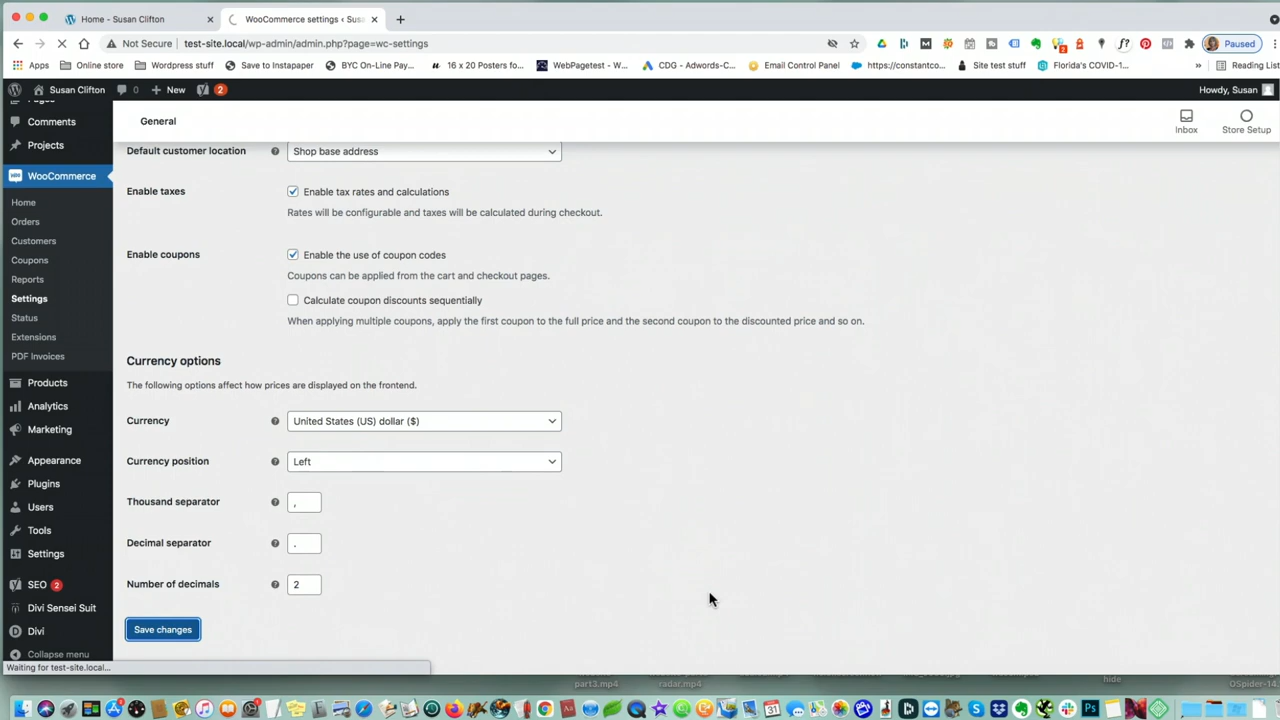 Home - Susan Clifton
WooCommerce settings ‹ Susa
Not Secure
test-site.local/wp-admin/admin.php?page=wc-settings
Paused
Apps
Online store
Wordpress stuff
Save to Instapaper
BYC On-Line Pay...
16 x 20 Posters fo...
WebPagetest - W...
CDG - Adwords-C...
Email Control Panel
https://constantco...
Site test stuff
Florida's COVID-1...
»
Reading List
Susan Clifton
0
+ New
2
Howdy, Susan
Pages
Comments
Projects
WooCommerce
Home
Orders
Customers
Coupons
Reports
Settings
Status
Extensions
PDF Invoices
Products
Analytics
Marketing
Appearance
Plugins
Users
Tools
Settings
SEO 2
Divi Sensei Suit
Divi
Collapse menu
General
Inbox
Store Setup
Default customer location
Shop base address
Enable taxes
Enable tax rates and calculations
Rates will be configurable and taxes will be calculated during checkout.
Enable coupons
Enable the use of coupon codes
Coupons can be applied from the cart and checkout pages.
Calculate coupon discounts sequentially
When applying multiple coupons, apply the first coupon to the full price and the second coupon to the discounted price and so on.
Currency options
The following options affect how prices are displayed on the frontend.
Currency
United States (US) dollar ($)
Currency position
Left
Thousand separator
,
Decimal separator
.
Number of decimals
2
Save changes
Waiting for test-site.local...
part3.mp4
radar.mp4
hide
OSpider-14.